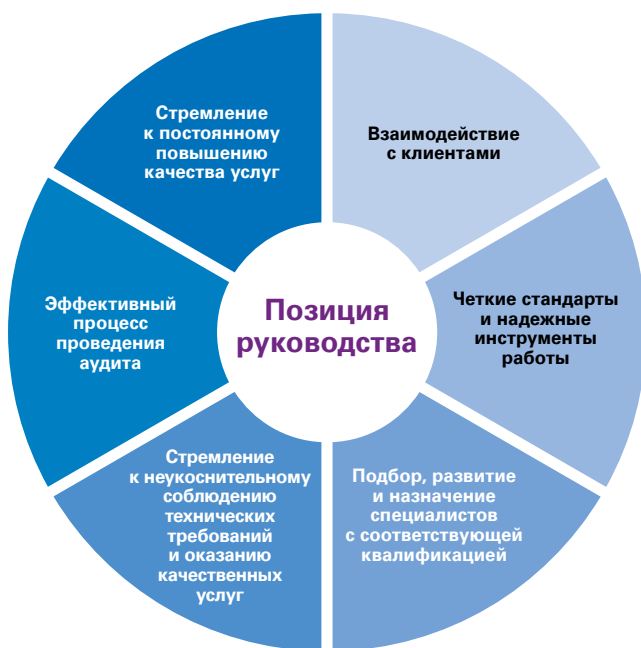 Стремление
к постоянному
повышению
качества услуг
Взаимодействие
с клиентами
Эффективный
процесс
проведения
аудита
Позиция
руководства
Четкие стандарты
и надежные
инструменты
работы
Стремление
к неукоснительному
соблюдению
технических
требований
и оказанию
качественных
услуг
Подбор, развитие
и назначение
специалистов
с соответствующей
квалификацией